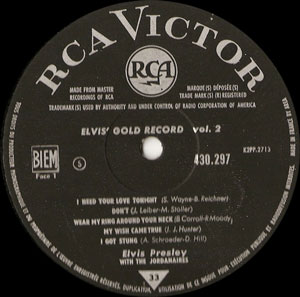 RCA VICTOR
RCA
MADE FROM MASTER
RECORDINGS OF RCA
MARQUE(S) DÉPOSÉE(S)
TRADE MARK(S) REGISTERED
TRADEMARK(S) USED BY AUTHORITY AND UNDER CONTROL OF RADIO CORPORATION OF AMERICA
ELVIS' GOLD RECORD vol. 2
BIEM
Face 1
S
K2PP.2713
430.297
I NEED YOUR LOVE TONIGHT (S. Wayne-B. Reichner)
DON'T (J. Leiber-M. Stoller)
WEAR MY RING AROUND YOUR NECK (B Carroll-R Moody)
MY WISH CAME TRUE (J. J. Hunter)
I GOT STUNG (A. Schroeder-D. Hill)
Elvis Presley
WITH THE JORDANAIRES
33